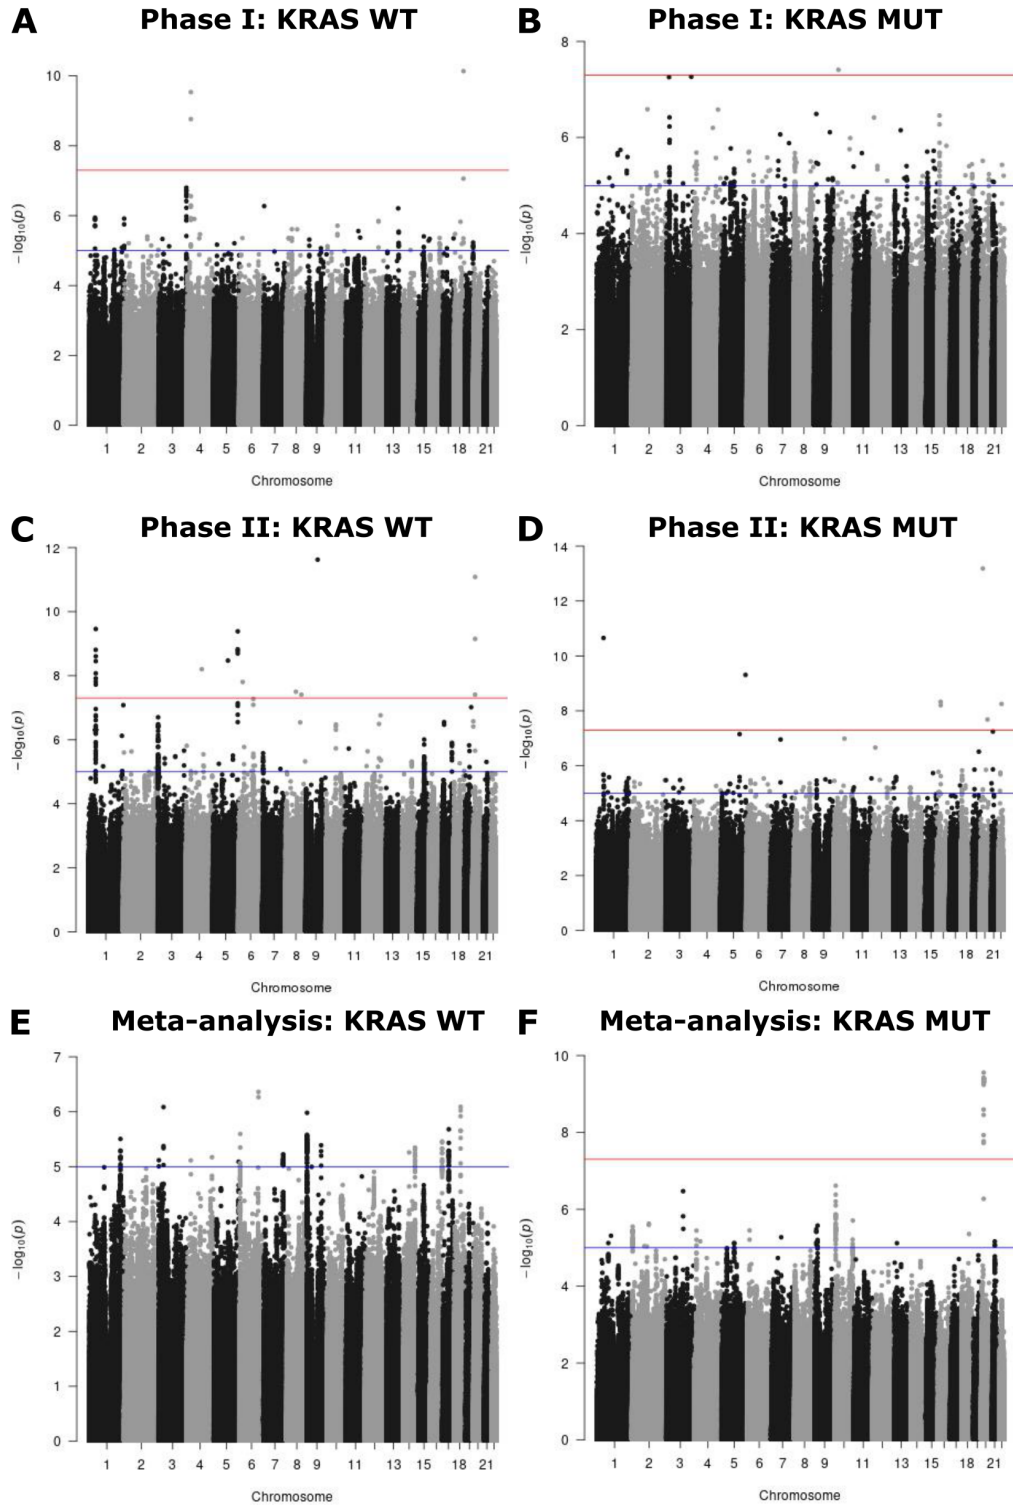 A Phase I: KRAS WT
10
8
6
4
2
0
−log10(p)
1 2 3 4 5 6 7 8 9 11 13 15 18 21
Chromosome
B Phase I: KRAS MUT
8
6
4
2
0
−log10(p)
1 2 3 4 5 6 7 8 9 11 13 15 18 21
Chromosome
C Phase II: KRAS WT
12
10
8
6
4
2
0
−log10(p)
1 2 3 4 5 6 7 8 9 11 13 15 18 21
Chromosome
D Phase II: KRAS MUT
14
12
10
8
6
4
2
0
−log10(p)
1 2 3 4 5 6 7 8 9 11 13 15 18 21
Chromosome
E Meta-analysis: KRAS WT
7
6
5
4
3
2
1
0
−log10(p)
1 2 3 4 5 6 7 8 9 11 13 15 18 21
Chromosome
F Meta-analysis: KRAS MUT
10
8
6
4
2
0
−log10(p)
1 2 3 4 5 6 7 8 9 11 13 15 18 21
Chromosome